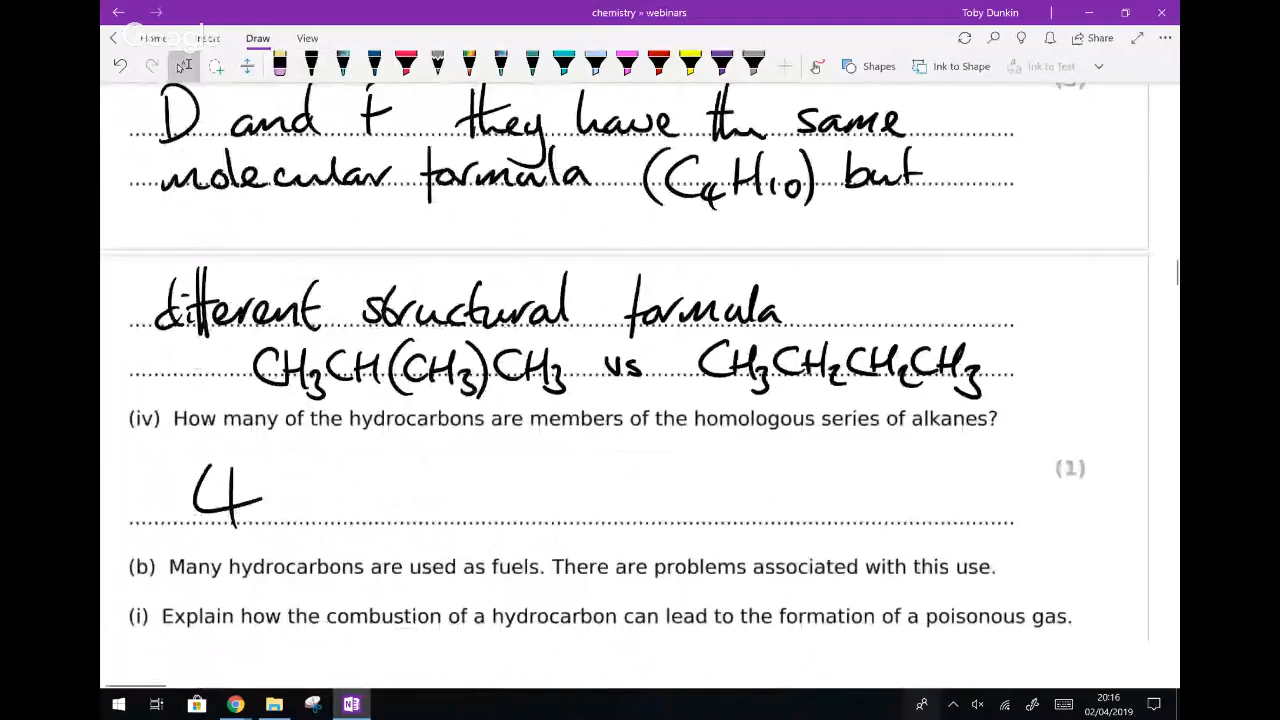 chemistry » webinars
Toby Dunkin
Google
Home Insert Draw View
Share
Shapes Ink to Shape Ink to Text
D and F they have the same
molecular formula (C4H10) but
different structural formula
CH3CH(CH3)CH3 vs CH3CH2CH2CH3
(iv) How many of the hydrocarbons are members of the homologous series of alkanes?
(1)
4
(b) Many hydrocarbons are used as fuels. There are problems associated with this use.
(i) Explain how the combustion of a hydrocarbon can lead to the formation of a poisonous gas.
20:16
02/04/2019